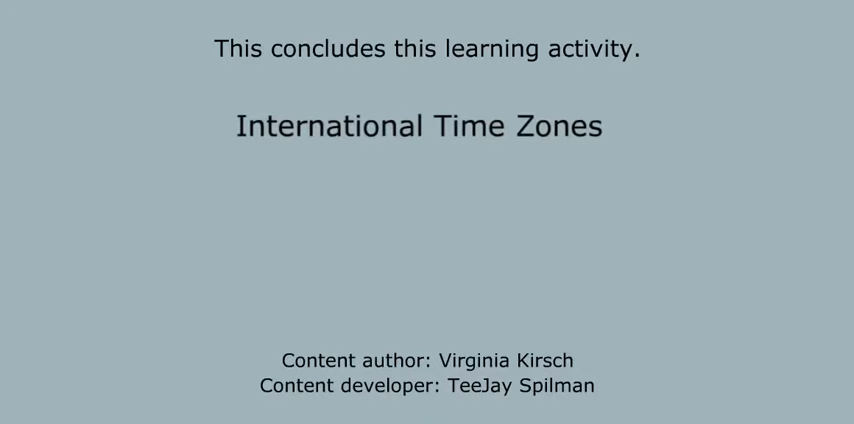 This concludes this learning activity.
International Time Zones
Content author: Virginia Kirsch
Content developer: TeeJay Spilman